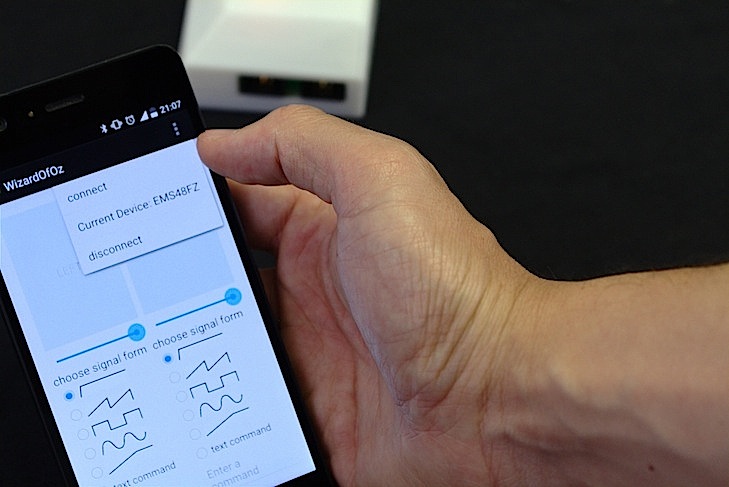 21:07
WizardOfOz
connect
Current Device: EMS48FZ
disconnect
choose signal form
choose signal form
text command
text command
Enter a
command